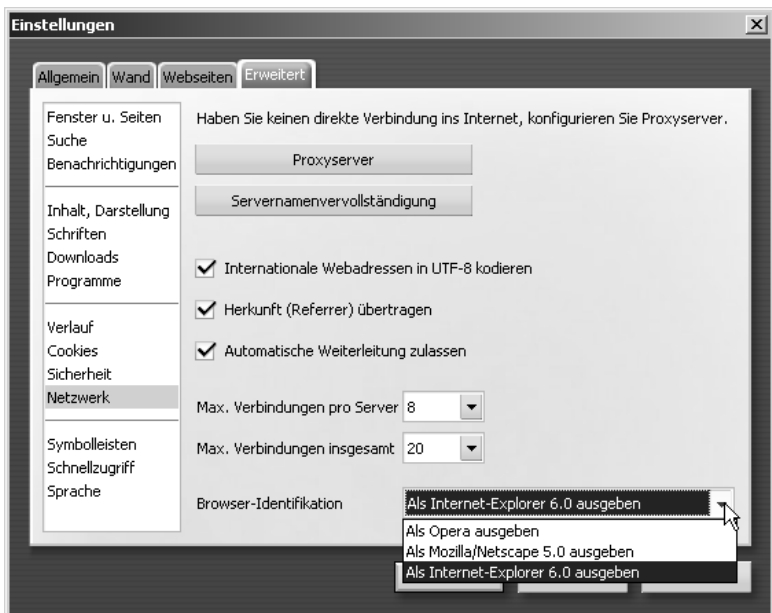 Einstellungen
Allgemein Wand Webseiten Erweitert
Fenster u. Seiten
Suche
Benachrichtigungen
Inhalt, Darstellung
Schriften
Downloads
Programme
Verlauf
Cookies
Sicherheit
Netzwerk
Symbolleisten
Schnellzugriff
Sprache
Haben Sie keinen direkte Verbindung ins Internet, konfigurieren Sie Proxyserver.
Proxyserver
Servernamenvervollständigung
Internationale Webadressen in UTF-8 kodieren
Herkunft (Referrer) übertragen
Automatische Weiterleitung zulassen
Max. Verbindungen pro Server 8
Max. Verbindungen insgesamt 20
Browser-Identifikation Als Internet-Explorer 6.0 ausgeben
Als Opera ausgeben
Als Mozilla/Netscape 5.0 ausgeben
Als Internet-Explorer 6.0 ausgeben